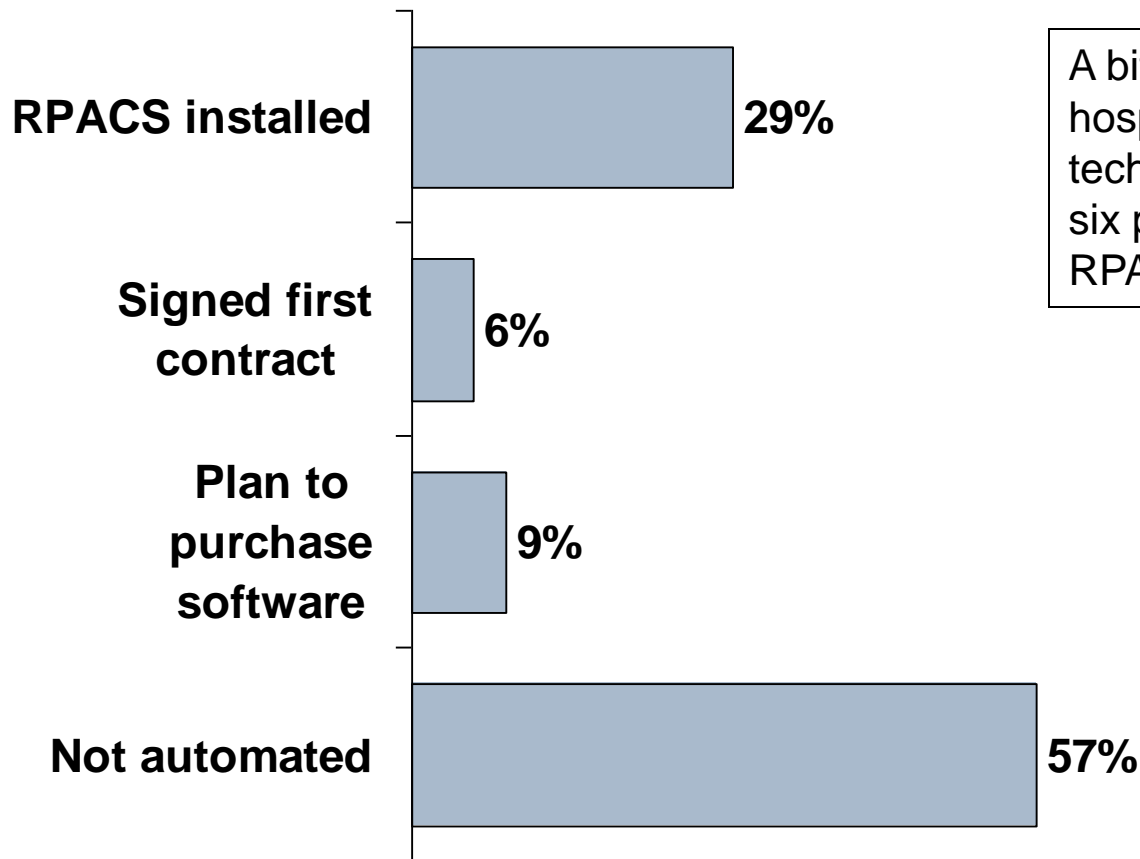 RPACS installed
29%
A bi
hosp
tech
six p
RPA
Signed first
contract
6%
Plan to
purchase
software
9%
Not automated
57%